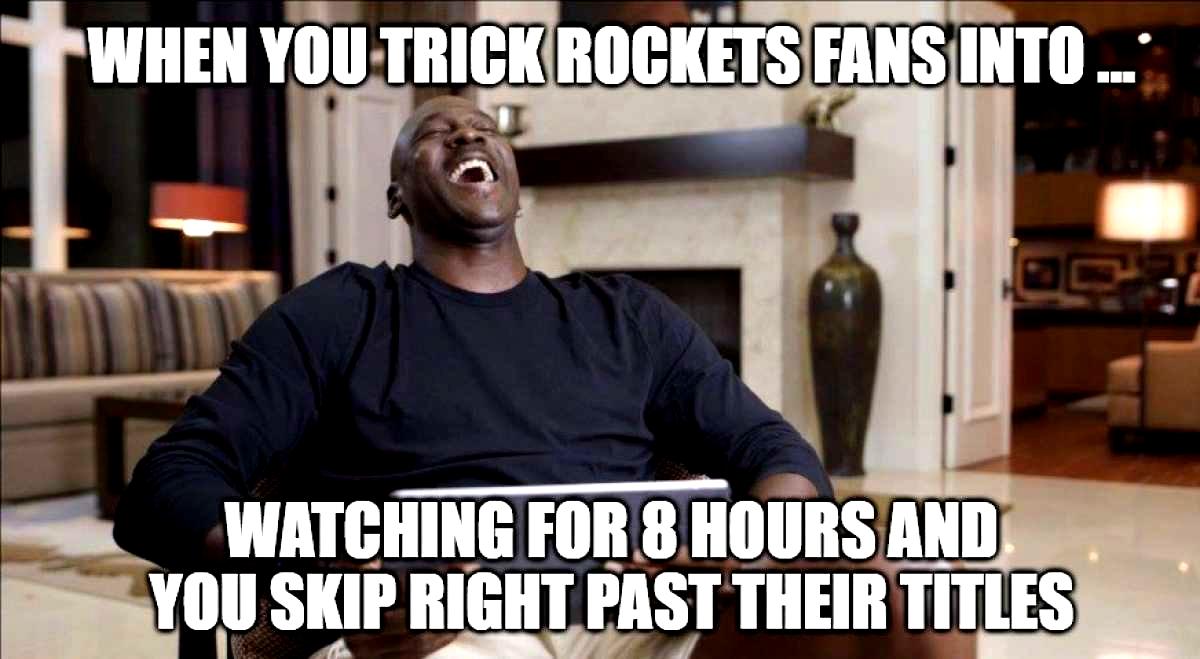 WHEN YOU TRICK ROCKETS FANS INTO ...
WATCHING FOR 8 HOURS AND
YOU SKIP RIGHT PAST THEIR TITLES